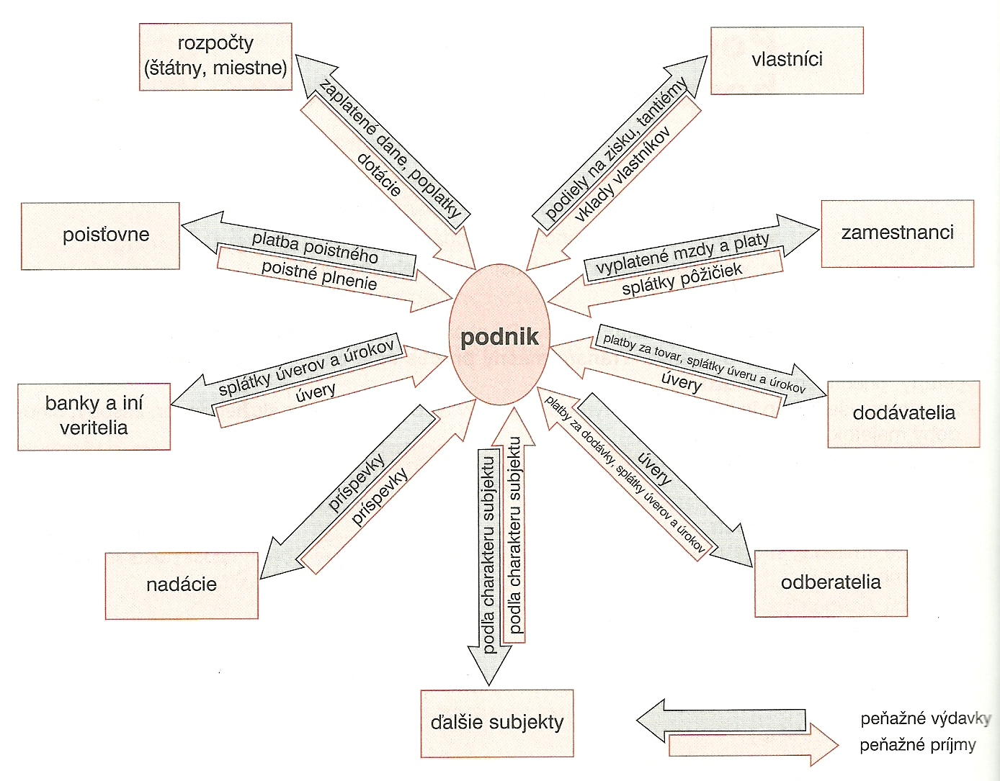 rozpočty
(štátny, miestne)
vlastníci
zaplatené dane, poplatky
dotácie
podiely na zisku, tantiémy
vklady vlastníkov
poisťovne
zamestnanci
platba poistného
poistné plnenie
vyplatené mzdy a platy
splátky pôžičiek
podnik
splátky úverov a úrokov
úvery
platby za tovar, splátky úveru a úrokov
úvery
banky a iní
veritelia
dodávatelia
príspevky
príspevky
podľa charakteru subjektu
podľa charakteru subjektu
úvery
platby za dodávky, splátky úverov a úrokov
nadácie
odberatelia
ďalšie subjekty
peňažné výdavky
peňažné príjmy